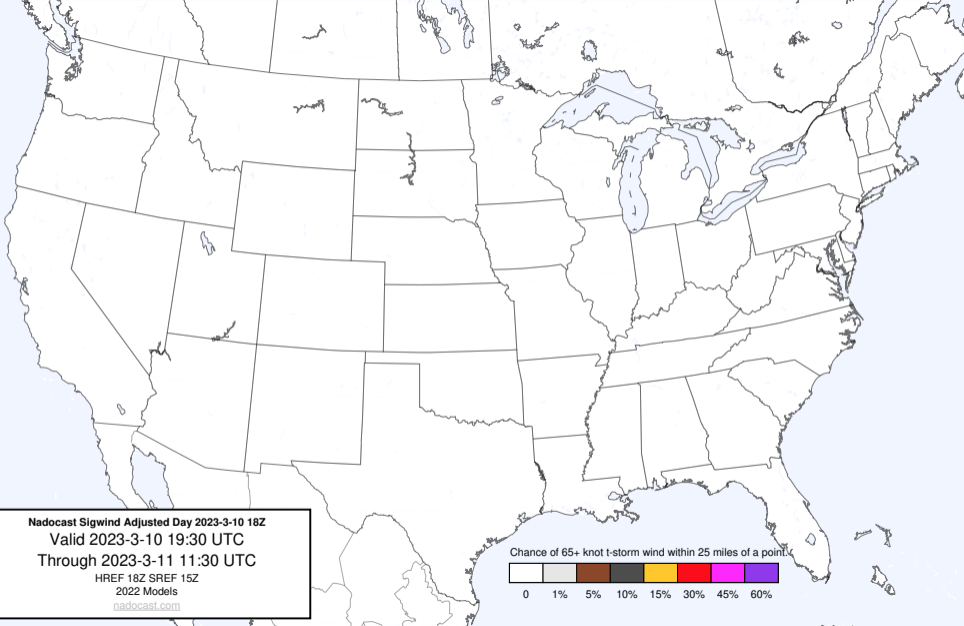 Nadocast Sigwind Adjusted Day 2023-3-10 18Z
Valid 2023-3-10 19:30 UTC
Through 2023-3-11 11:30 UTC
HREF 18Z SREF 15Z
2022 Models
nadocast.com
Chance of 65+ knot t-storm wind within 25 miles of a point.
0 1% 5% 10% 15% 30% 45% 60%